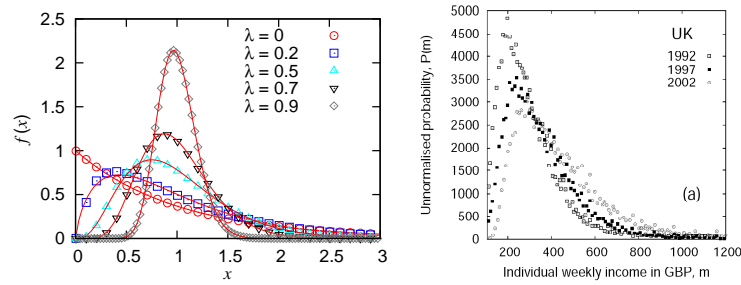 2.5
2
1.5
1
0.5
0
f (x)
0 0.5 1 1.5 2 2.5 3
x
λ = 0
λ = 0.2
λ = 0.5
λ = 0.7
λ = 0.9
5000
4500
4000
3500
3000
2500
2000
1500
1000
500
0
Unnormalised probability, P(m)
UK
1992
1997
2002
(a)
200 400 600 800 1000 1200
Individual weekly income in GBP, m